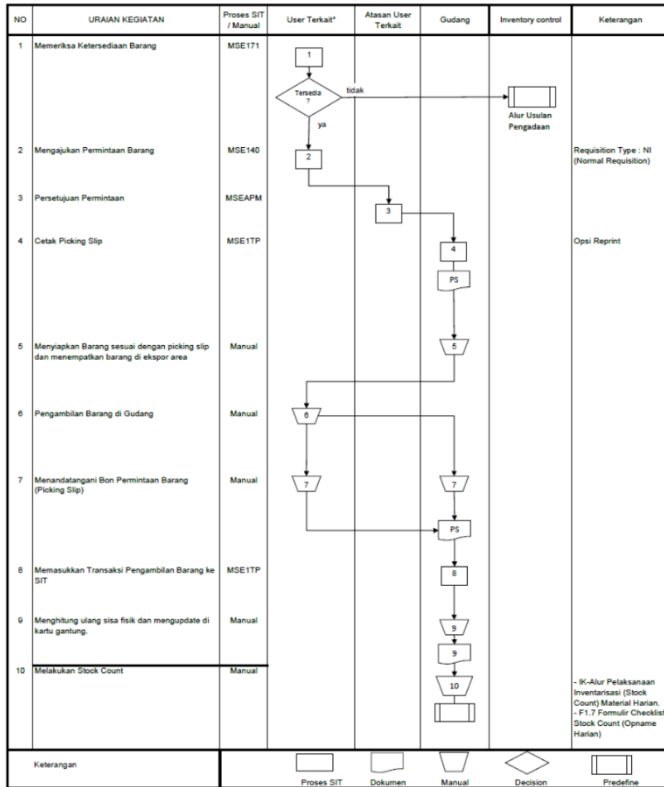 NO
URAIAN KEGIATAN
Proses SIT
/ Manual
User Terkait*
Atasan User
Terkait
Gudang
Inventory control
Keterangan
1
Memeriksa Ketersediaan Barang
MSE171
1
Tersedia
?
tidak
ya
Alur Usulan
Pengadaan
2
Mengajukan Permintaan Barang
MSE140
2
Requisition Type : NI
(Normal Requisition)
3
Persetujuan Permintaan
MSEAPM
3
4
Cetak Picking Slip
MSE1TP
4
Opsi Reprint
PS
5
Menyiapkan Barang sesuai dengan picking slip
dan menempatkan barang di ekspor area
Manual
5
6
Pengambilan Barang di Gudang
Manual
6
7
Menandatangani Bon Permintaan Barang
(Picking Slip)
Manual
7
7
PS
8
Memasukkan Transaksi Pengambilan Barang ke
SIT
MSE1TP
8
9
Menghitung ulang sisa fisik dan mengupdate di
kartu gantung.
Manual
9
9
10
Melakukan Stock Count
Manual
10
- IK-Alur Pelaksanaan
Inventarisasi (Stock
Count) Material Harian.
- F1.7 Formulir Checklist
Stock Count (Opname
Harian)
Keterangan
Proses SIT
Dokumen
Manual
Decision
Predefine